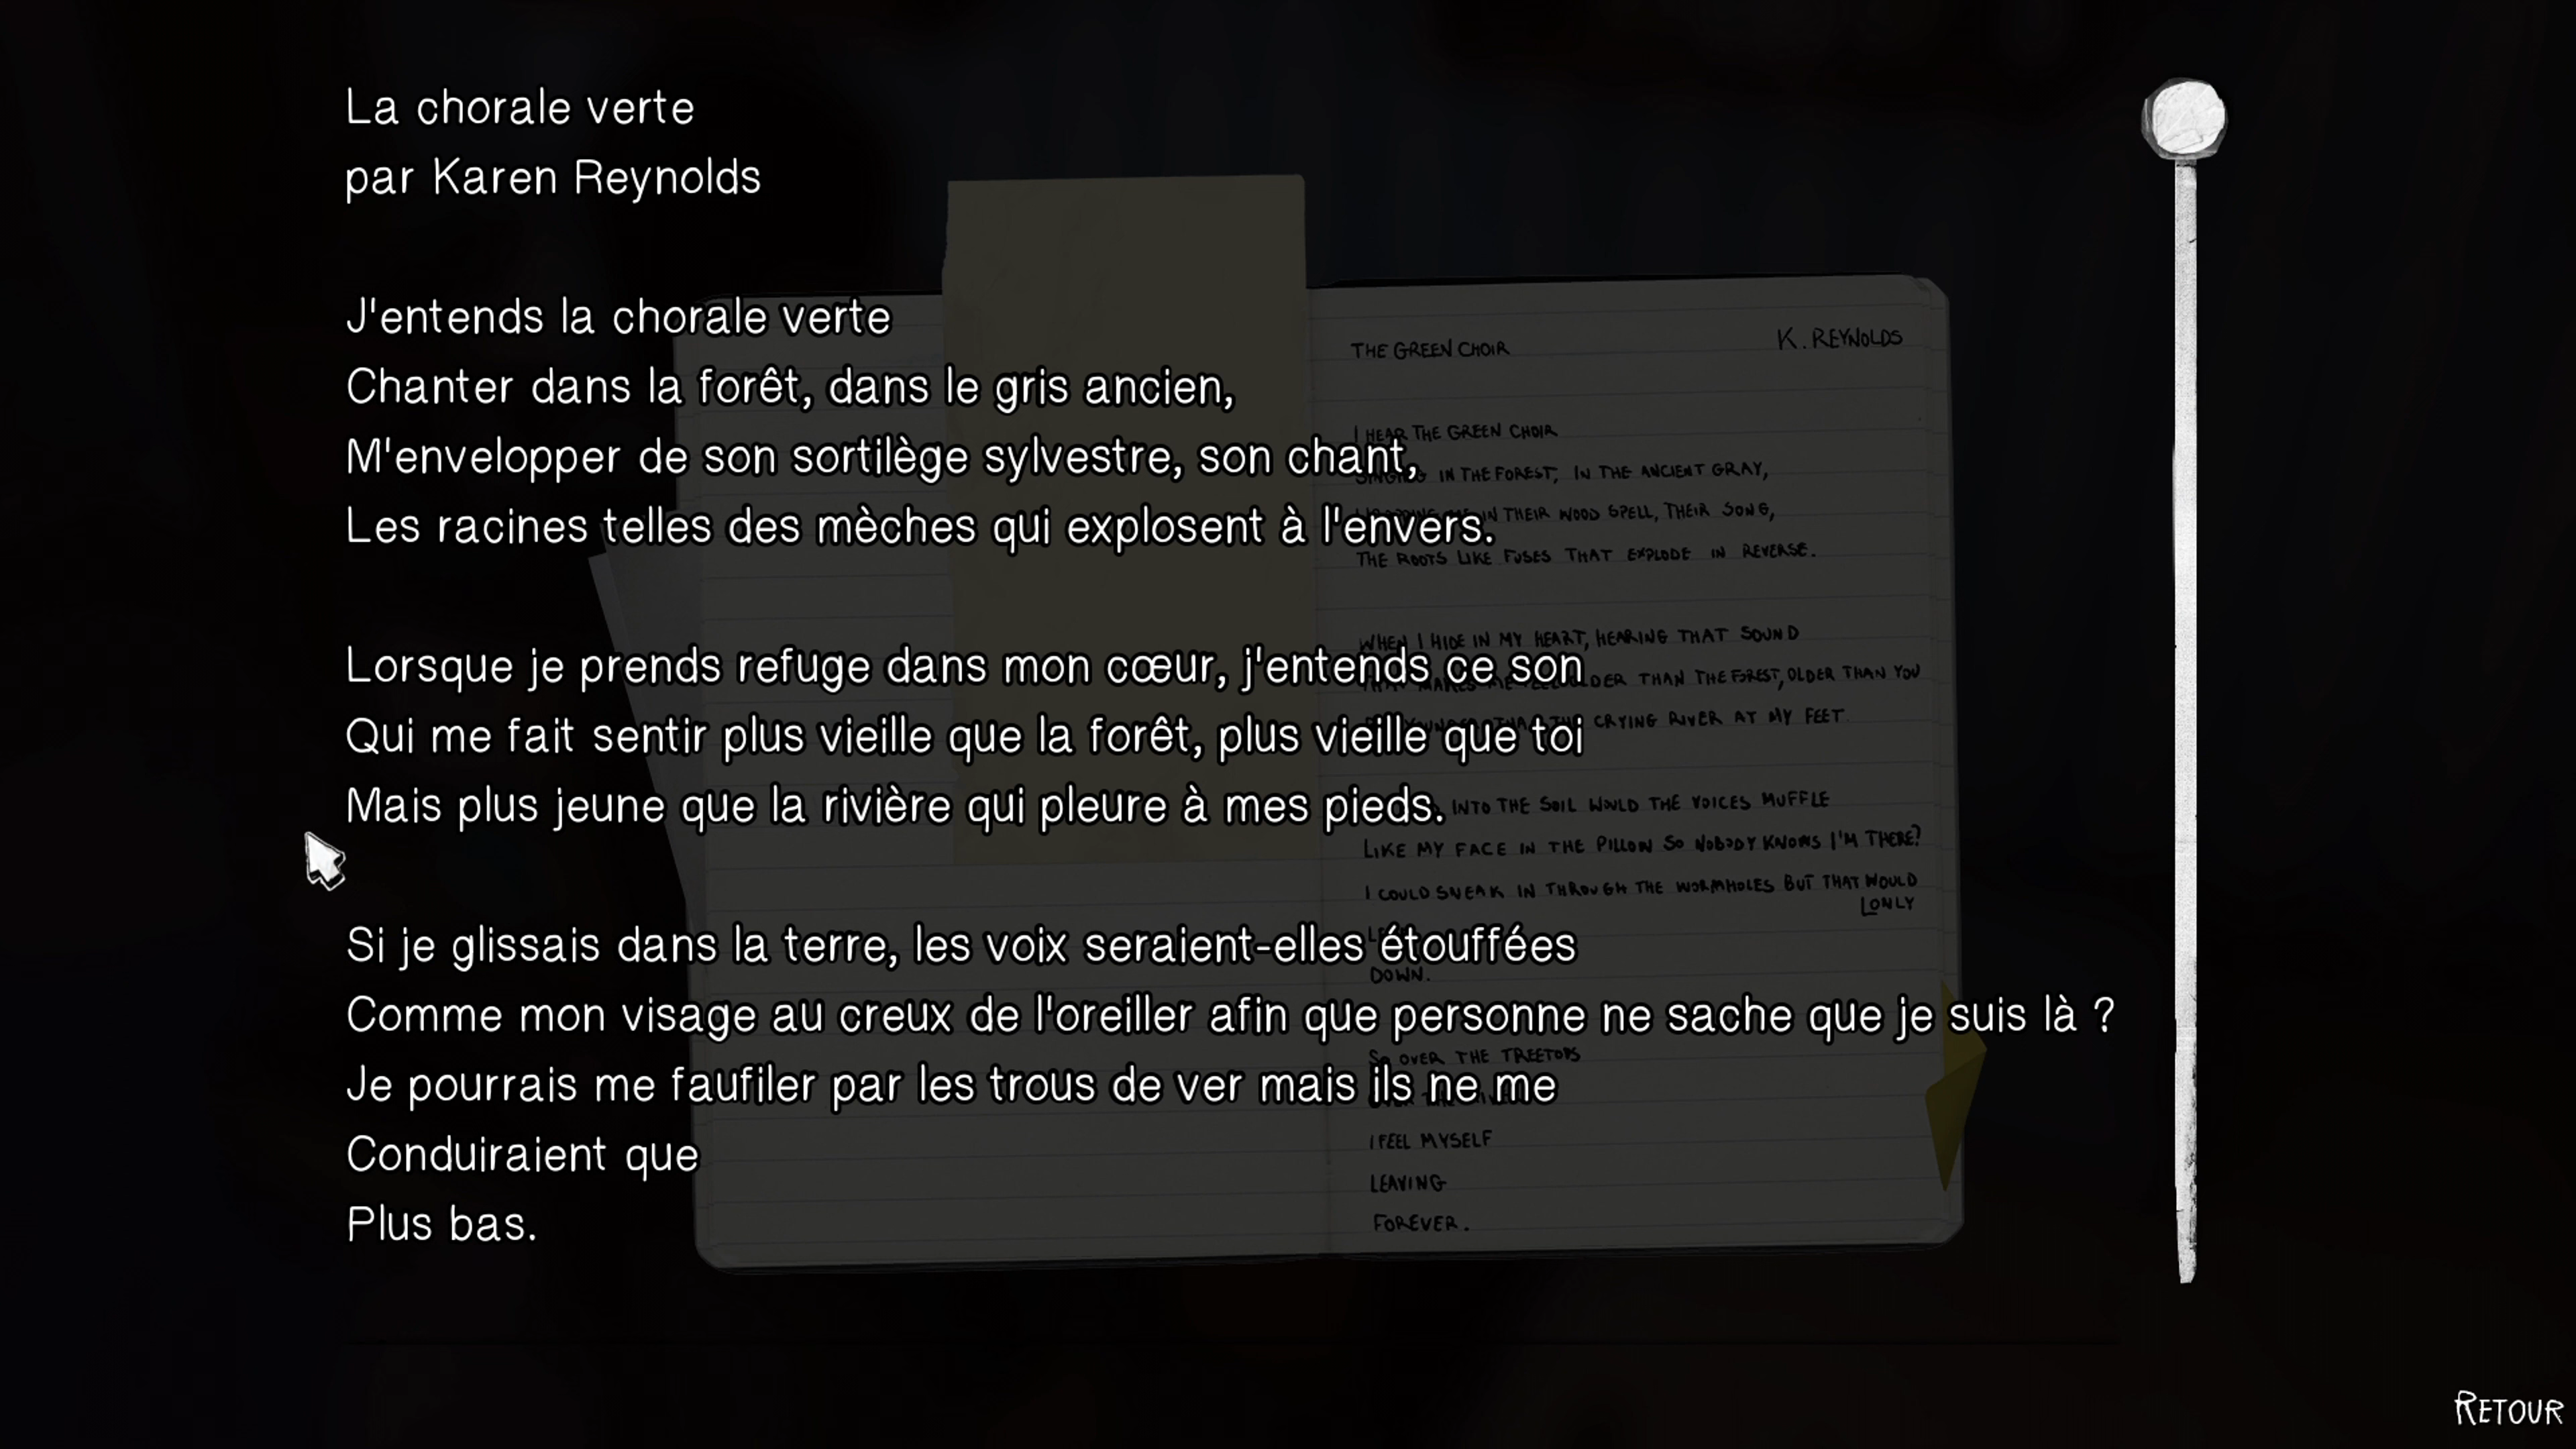 La chorale verte
par Karen Reynolds
J'entends la chorale verte
Chanter dans la forêt, dans le gris ancien,
M'envelopper de son sortilège sylvestre, son chant,
Les racines telles des mèches qui explosent à l'envers.
Lorsque je prends refuge dans mon cœur, j'entends ce son
Qui me fait sentir plus vieille que la forêt, plus vieille que toi
Mais plus jeune que la rivière qui pleure à mes pieds.
Si je glissais dans la terre, les voix seraient-elles étouffées
Comme mon visage au creux de l'oreiller afin que personne ne sache que je suis là ?
Je pourrais me faufiler par les trous de ver mais ils ne me
Conduiraient que
Plus bas.
THE GREEN CHOIR
K. REYNOLDS
I HEAR THE GREEN CHOIR
IN THE FOREST, IN THE ANCIENT GRAY,
IN THEIR WOOD SPELL, THEIR SONG,
THE ROOTS LIKE FUSES THAT EXPLODE IN REVERSE.
WHEN I HIDE IN MY HEART, HEARING THAT SOUND
THAN THE FOREST, OLDER THAN YOU
CRYING RIVER AT MY FEET.
INTO THE SOIL WOULD THE VOICES MUFFLE
LIKE MY FACE IN THE PILLOW SO NOBODY KNOWS I'M THERE?
I COULD SNEAK IN THROUGH THE WORMHOLES BUT THAT WOULD
LONLY
DOWN.
SO OVER THE TREETOPS
I FEEL MYSELF
LEAVING
FOREVER.
RETOUR